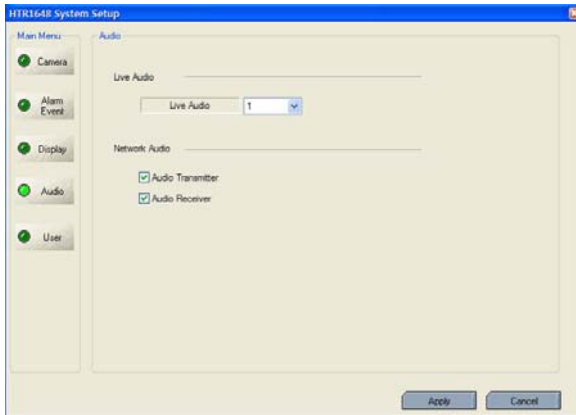 HTR1648 System Setup
Main Menu
Camera
Alarm
Event
Display
Audio
User
Audio
Live Audio
Live Audio
1
Network Audio
Audio Transmitter
Audio Receiver
Apply
Cancel